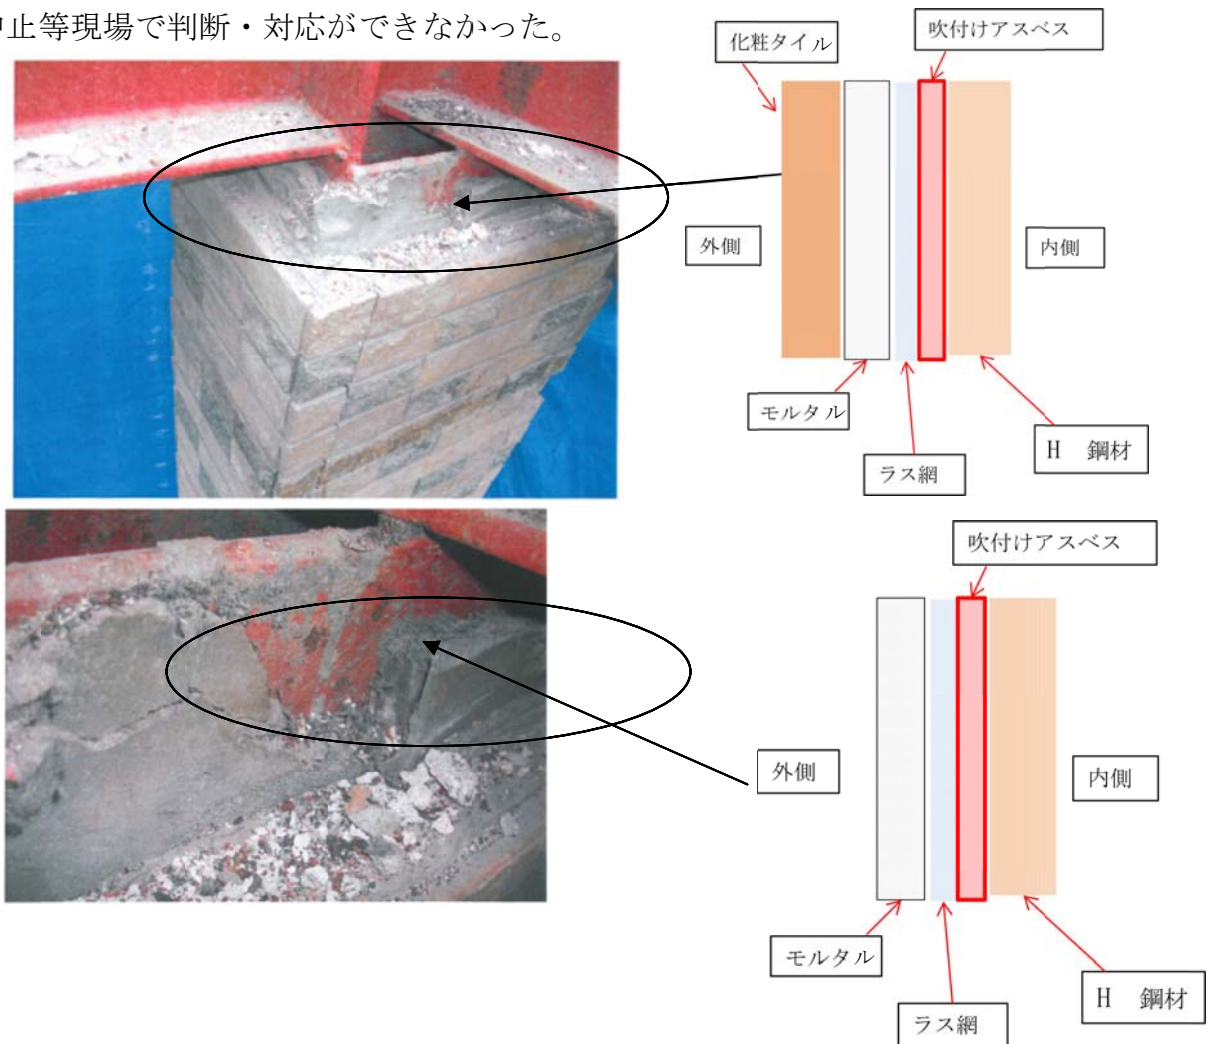 中止等現場で判断・対応ができなかった。
吹付けアスベス
化粧タイル
外側
内側
モルタル
H 鋼材
ラス網
吹付けアスベス
外側
内側
モルタル
H 鋼材
ラス網